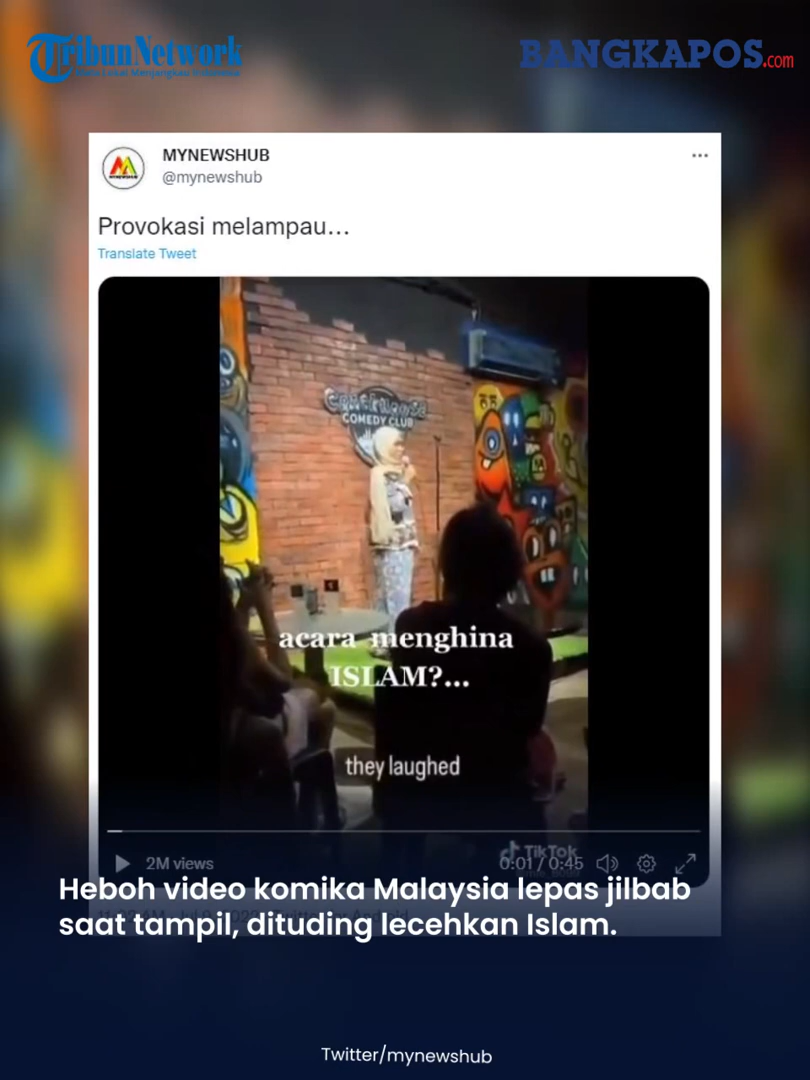 TribunNetwork
BANGKAPOS.com
MYNEWSHUB
@mynewshub
Provokasi melampau...
Translate Tweet
COMEDY CLUB
acara menghina
ISLAM?...
they laughed
TikTok
2M views
0:01 / 0:45
Heboh video komika Malaysia lepas jilbab
saat tampil, dituding lecehkan Islam.
Twitter/mynewshub